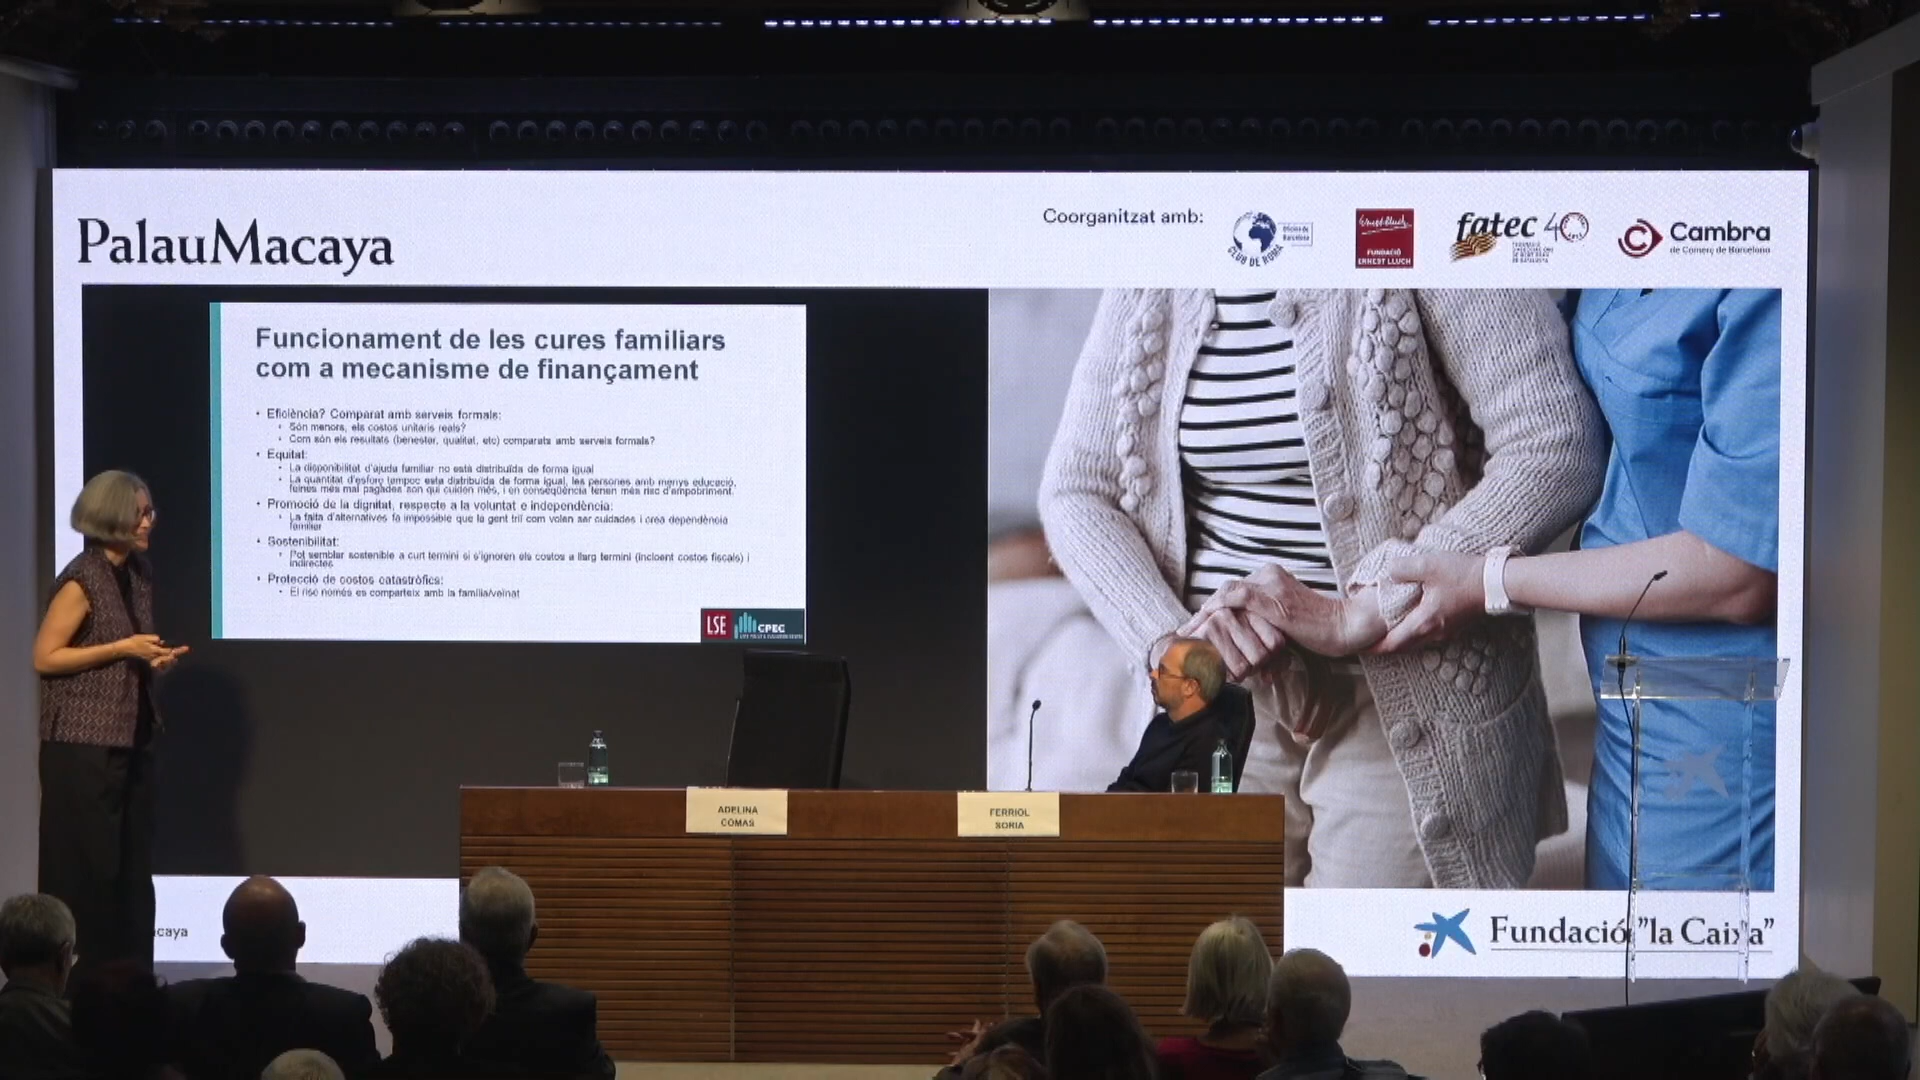 Coorganitzat amb:
PalauMacaya
CLUB DE ROMA
Oficina de
Barcelona
Ernest Lluch
FUNDACIÓ
ERNEST LLUCH
fatec 40
Cambra
de Comerç de Barcelona
Funcionament de les cures familiars
com a mecanisme de finançament
• Eficiència? Comparat amb serveis formals:
• Són menors, els costos unitaris reals?
• Com són els resultats (benestar, qualitat, etc) comparats amb serveis formals?
• Equitat:
• La disponibilitat d'ajuda familiar no està distribuïda de forma igual
• La quantitat d'esforç tampoc esta distribuïda de forma igual, les persones amb menys educació,
feines més mal pagades son qui cuiden més, i en conseqüència tenen més risc d'empobriment.
• Promoció de la dignitat, respecte a la voluntat e independència:
• La falta d'alternatives fa impossible que la gent triï com volen ser cuidades i crea dependència
familiar
• Sostenibilitat:
• Pot semblar sostenible a curt termini si s'ignoren els costos a llarg termini (incloent costos fiscals) i
indirectes
• Protecció de costos catastròfics:
• El risc només es comparteix amb la família/veïnat
LSE CPEC
ADELINA
COMAS
FERRIOL
SORIA
caya
Fundació "la Caixa"